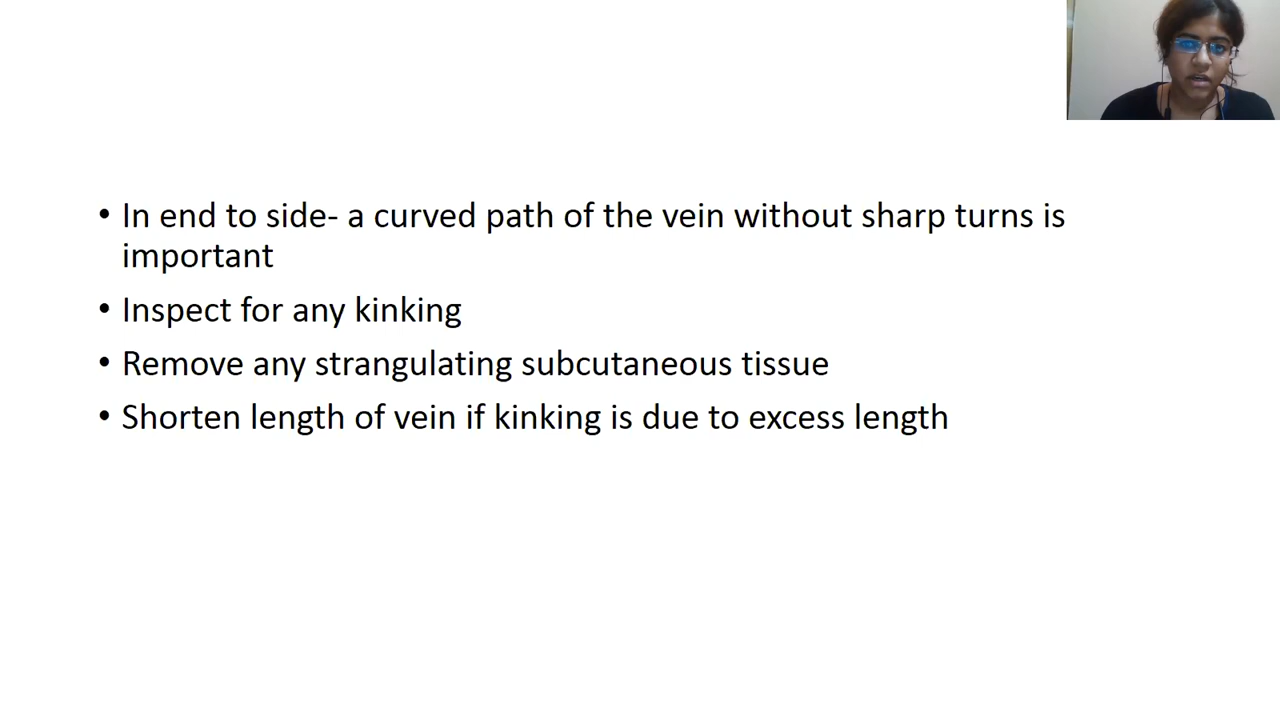 • In end to side- a curved path of the vein without sharp turns is
important
• Inspect for any kinking
• Remove any strangulating subcutaneous tissue
• Shorten length of vein if kinking is due to excess length